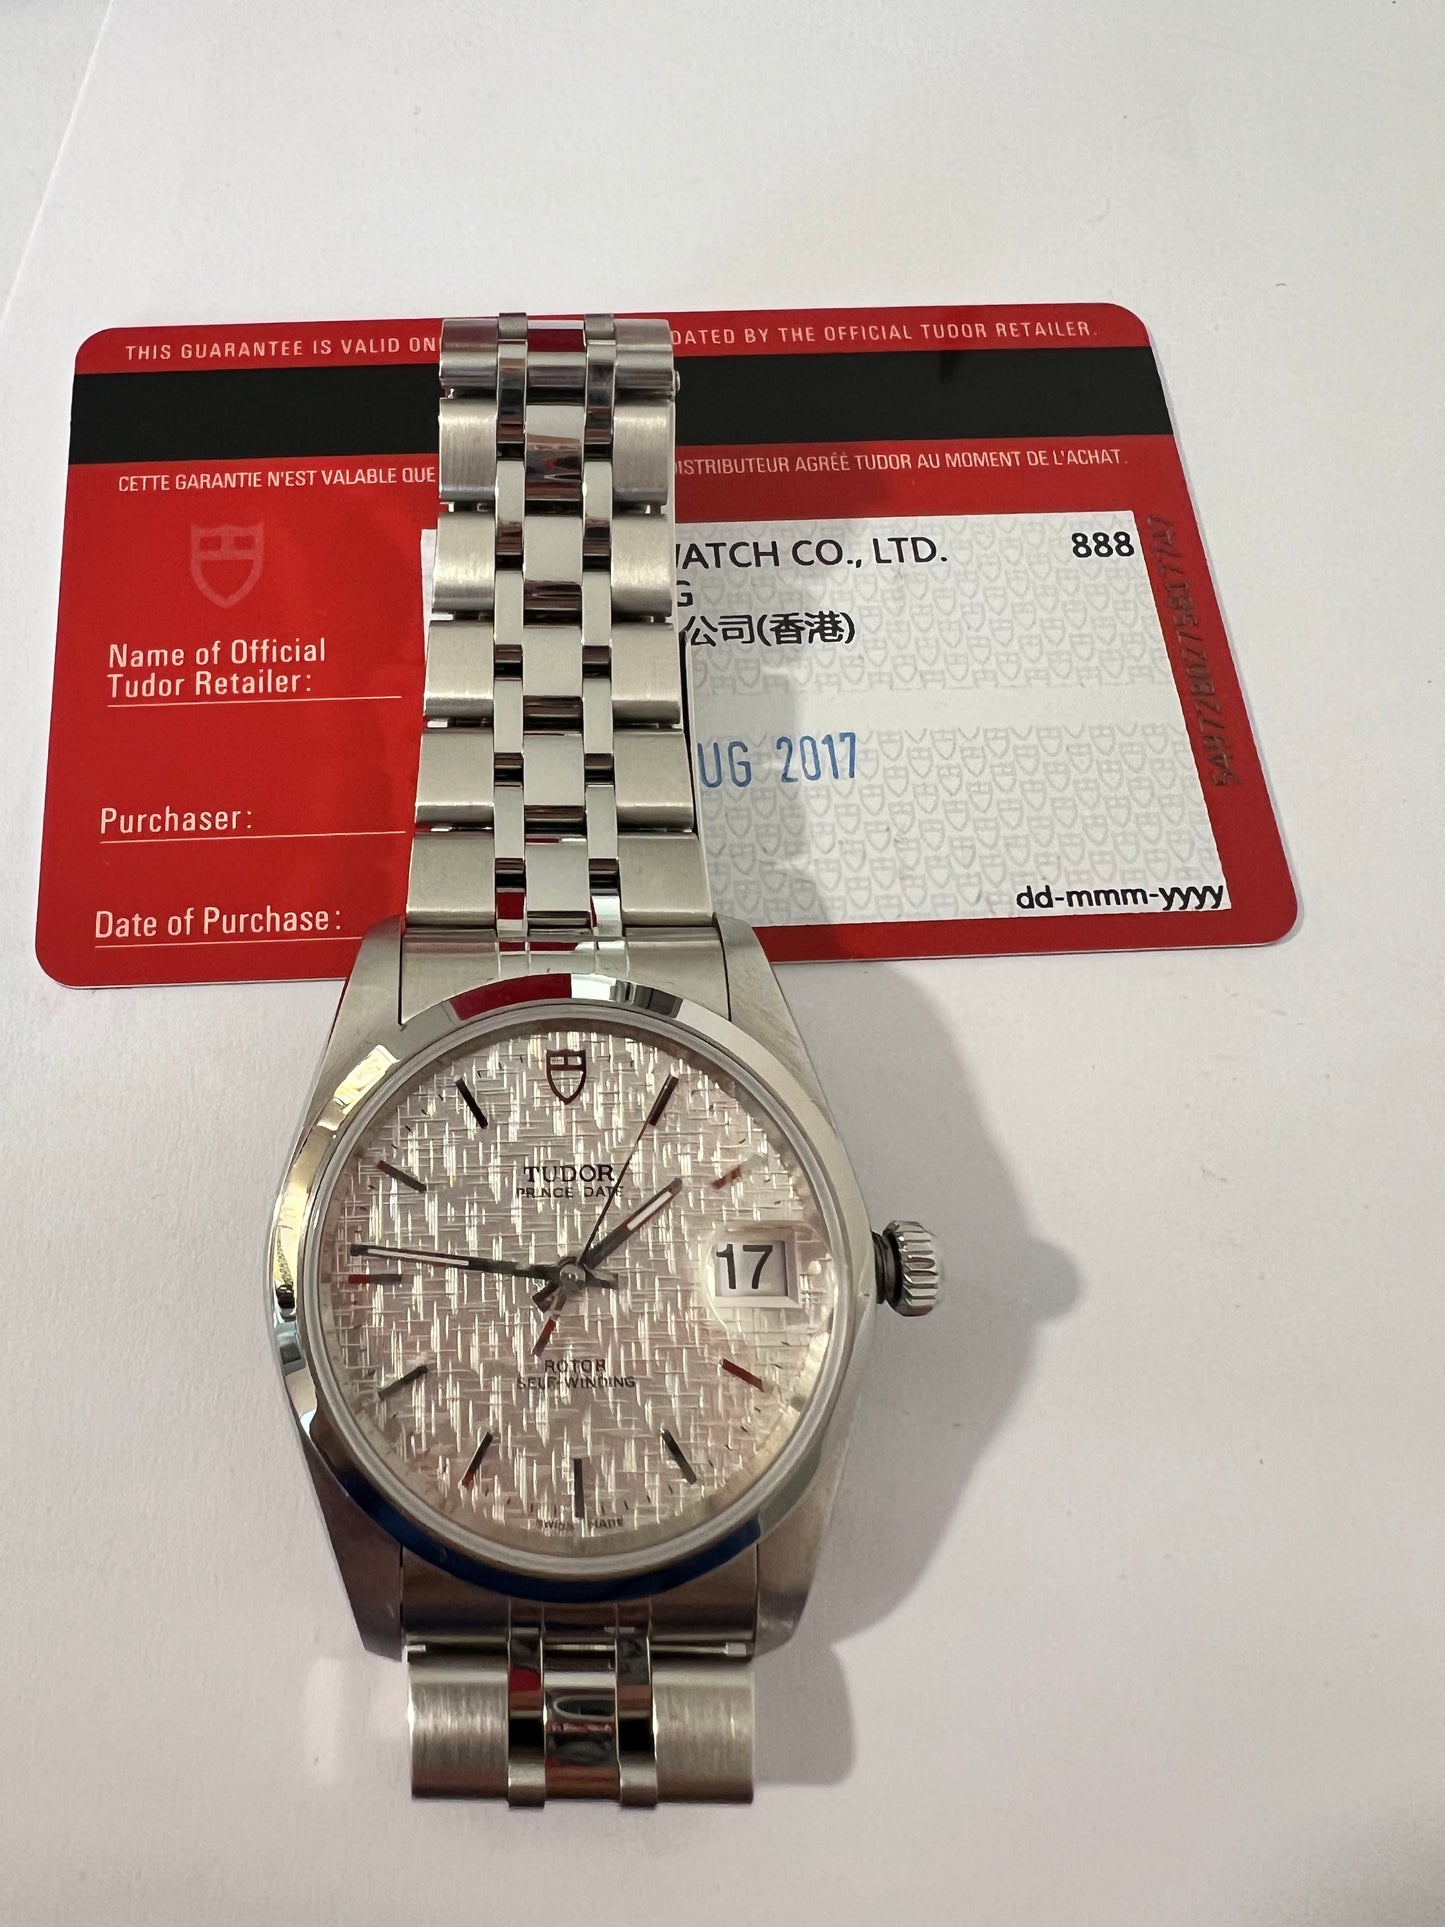 THIS GUARANTEE IS VALID ON DATED BY THE OFFICIAL TUDOR RETAILER.
CETTE GARANTIE N'EST VALABLE QUE DISTRIBUTEUR AGRÉÉ TUDOR AU MOMENT DE L'ACHAT.
WATCH CO., LTD. 888
G
公司(香港)
Name of Official
Tudor Retailer:
UG 2017
Purchaser:
dd-mmm-yyyy
Date of Purchase:
TUDOR
PRINCE DATE
17
ROTOR
SELF-WINDING
SWISS MADE